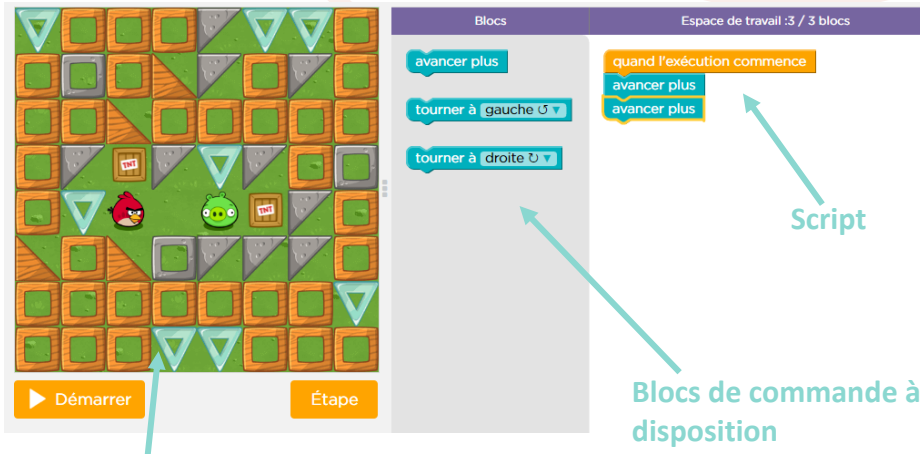 Blocs
Espace de travail :3 / 3 blocs
avancer plus
tourner à gauche ↺ ▼
tourner à droite ↻ ▼
quand l'exécution commence
avancer plus
avancer plus
TNT
TNT
Script
Démarrer
Étape
Blocs de commande à
disposition